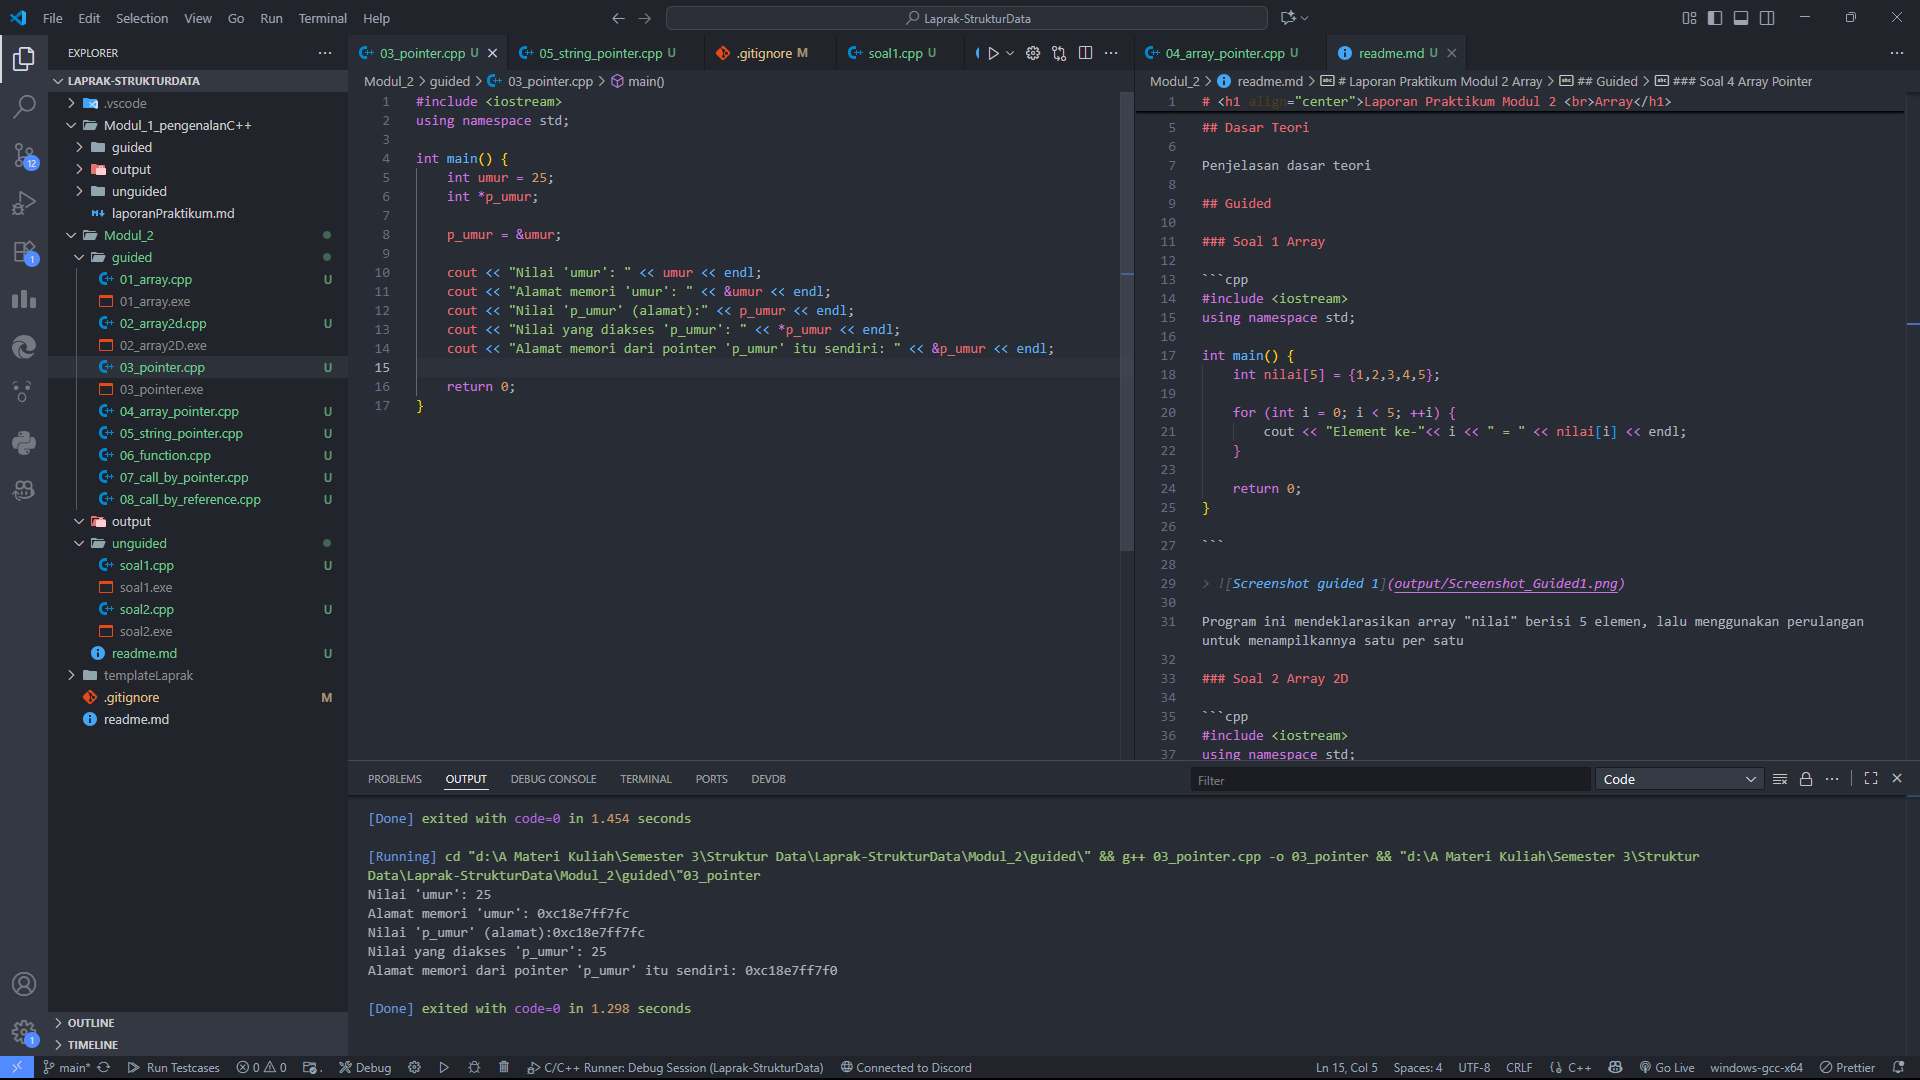 File Edit Selection View Go Run Terminal Help
Laprak-StrukturData
EXPLORER
LAPRAK-STRUKTURDATA
.vscode
Modul_1_pengenalanC++
guided
output
unguided
laporanPraktikum.md
Modul_2
guided
01_array.cpp U
01_array.exe
02_array2d.cpp U
02_array2D.exe
03_pointer.cpp U
03_pointer.exe
04_array_pointer.cpp U
05_string_pointer.cpp U
06_function.cpp U
07_call_by_pointer.cpp U
08_call_by_reference.cpp U
output
unguided
soal1.cpp U
soal1.exe
soal2.cpp U
soal2.exe
readme.md U
templateLaprak
.gitignore M
readme.md
OUTLINE
TIMELINE
12
1
1
03_pointer.cpp U
05_string_pointer.cpp U
.gitignore M
soal1.cpp U
Modul_2 > guided > 03_pointer.cpp > main()
1 #include <iostream>
2 using namespace std;
3
4 int main() {
5 int umur = 25;
6 int *p_umur;
7
8 p_umur = &umur;
9
10 cout << "Nilai 'umur': " << umur << endl;
11 cout << "Alamat memori 'umur': " << &umur << endl;
12 cout << "Nilai 'p_umur' (alamat):" << p_umur << endl;
13 cout << "Nilai yang diakses 'p_umur': " << *p_umur << endl;
14 cout << "Alamat memori dari pointer 'p_umur' itu sendiri: " << &p_umur << endl;
15
16 return 0;
17 }
04_array_pointer.cpp U
readme.md U
Modul_2 > readme.md > # Laporan Praktikum Modul 2 Array > ## Guided > ### Soal 4 Array Pointer
1 # <h1 align="center">Laporan Praktikum Modul 2 <br>Array</h1>
5 ## Dasar Teori
6
7 Penjelasan dasar teori
8
9 ## Guided
10
11 ### Soal 1 Array
12
13 ```cpp
14 #include <iostream>
15 using namespace std;
16
17 int main() {
18 int nilai[5] = {1,2,3,4,5};
19
20 for (int i = 0; i < 5; ++i) {
21 cout << "Element ke-"<< i << " = " << nilai[i] << endl;
22 }
23
24 return 0;
25 }
26
27 ```
28
29 > ![Screenshot guided 1](output/Screenshot_Guided1.png)
30
31 Program ini mendeklarasikan array "nilai" berisi 5 elemen, lalu menggunakan perulangan
untuk menampilkannya satu per satu
32
33 ### Soal 2 Array 2D
34
35 ```cpp
36 #include <iostream>
37 using namespace std;
PROBLEMS OUTPUT DEBUG CONSOLE TERMINAL PORTS DEVDB
Filter
Code
[Done] exited with code=0 in 1.454 seconds
[Running] cd "d:\A Materi Kuliah\Semester 3\Struktur Data\Laprak-StrukturData\Modul_2\guided\" && g++ 03_pointer.cpp -o 03_pointer && "d:\A Materi Kuliah\Semester 3\Struktur
Data\Laprak-StrukturData\Modul_2\guided\"03_pointer
Nilai 'umur': 25
Alamat memori 'umur': 0xc18e7ff7fc
Nilai 'p_umur' (alamat):0xc18e7ff7fc
Nilai yang diakses 'p_umur': 25
Alamat memori dari pointer 'p_umur' itu sendiri: 0xc18e7ff7f0
[Done] exited with code=0 in 1.298 seconds
main* Run Testcases 0 0 Debug C/C++ Runner: Debug Session (Laprak-StrukturData) Connected to Discord Ln 15, Col 5 Spaces: 4 UTF-8 CRLF {} C++ Go Live windows-gcc-x64 Prettier